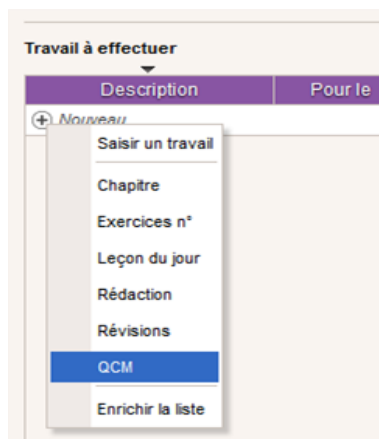 Travail à effectuer
Description Pour le
Nouveau
Saisir un travail
Chapitre
Exercices n°
Leçon du jour
Rédaction
Révisions
QCM
Enrichir la liste